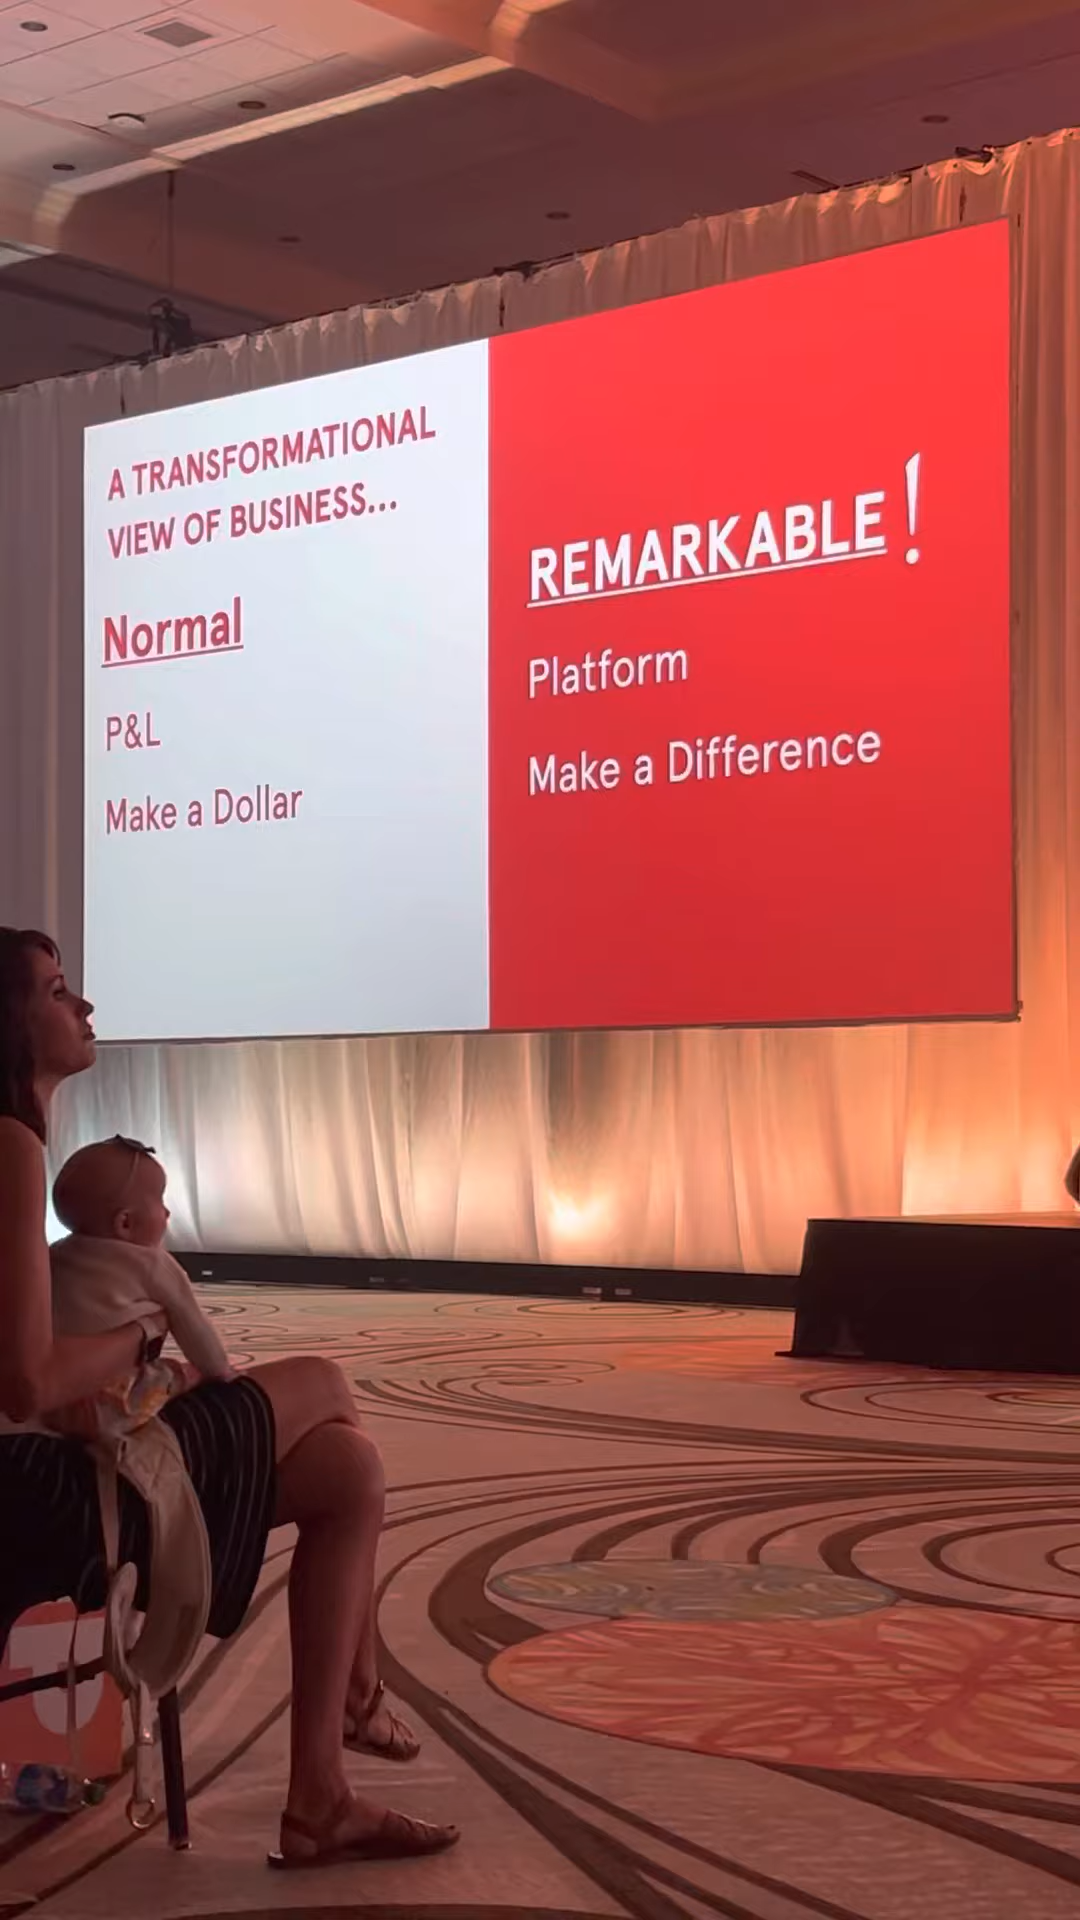 A TRANSFORMATIONAL
VIEW OF BUSINESS...
Normal
P&L
Make a Dollar
REMARKABLE!
Platform
Make a Difference